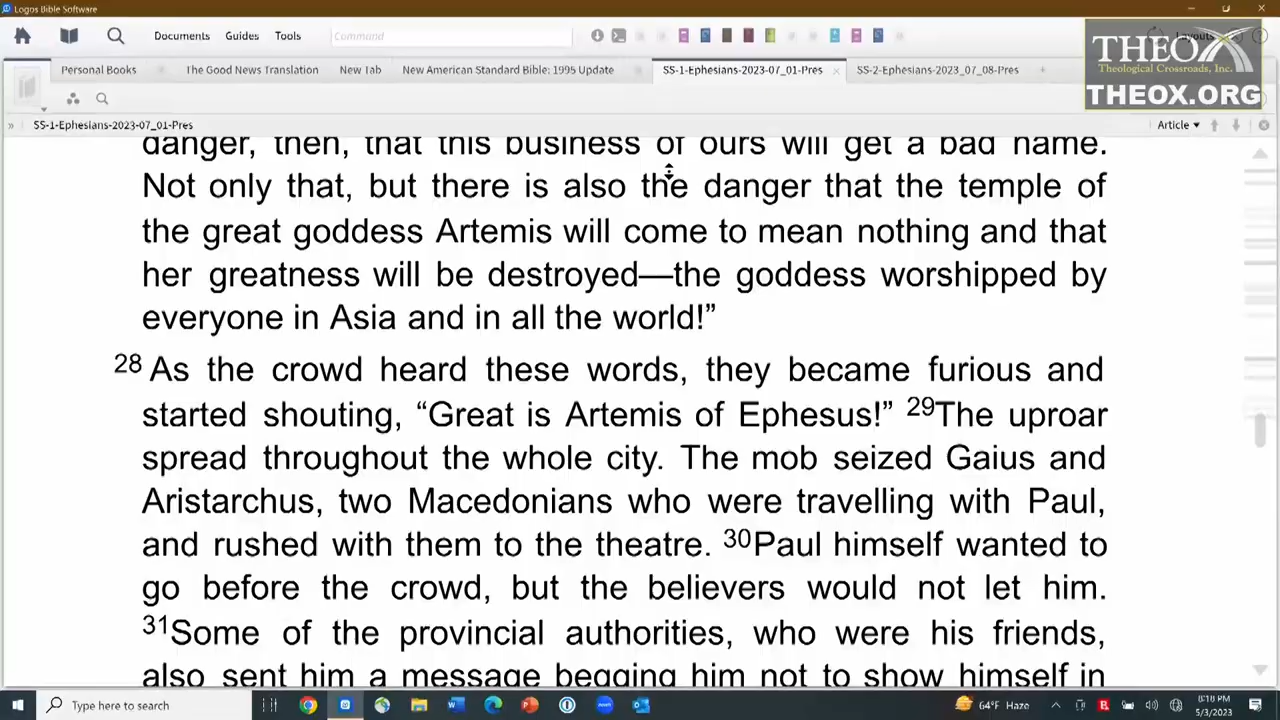 Logos Bible Software
Documents Guides Tools Command Layouts
THEOX
Theological Crossroads, Inc.
THEOX.ORG
Personal Books The Good News Translation New Tab SS-1-Ephesians-2023-07_01-Pres SS-2-Ephesians-2023_07_08-Pres
SS-1-Ephesians-2023-07_01-Pres Article
danger, then, that this business of ours will get a bad name.
Not only that, but there is also the danger that the temple of
the great goddess Artemis will come to mean nothing and that
her greatness will be destroyed—the goddess worshipped by
everyone in Asia and in all the world!”
28 As the crowd heard these words, they became furious and
started shouting, “Great is Artemis of Ephesus!” 29The uproar
spread throughout the whole city. The mob seized Gaius and
Aristarchus, two Macedonians who were travelling with Paul,
and rushed with them to the theatre. 30Paul himself wanted to
go before the crowd, but the believers would not let him.
31Some of the provincial authorities, who were his friends,
also sent him a message begging him not to show himself in
Type here to search 64°F Haze 8:18 PM
5/3/2023